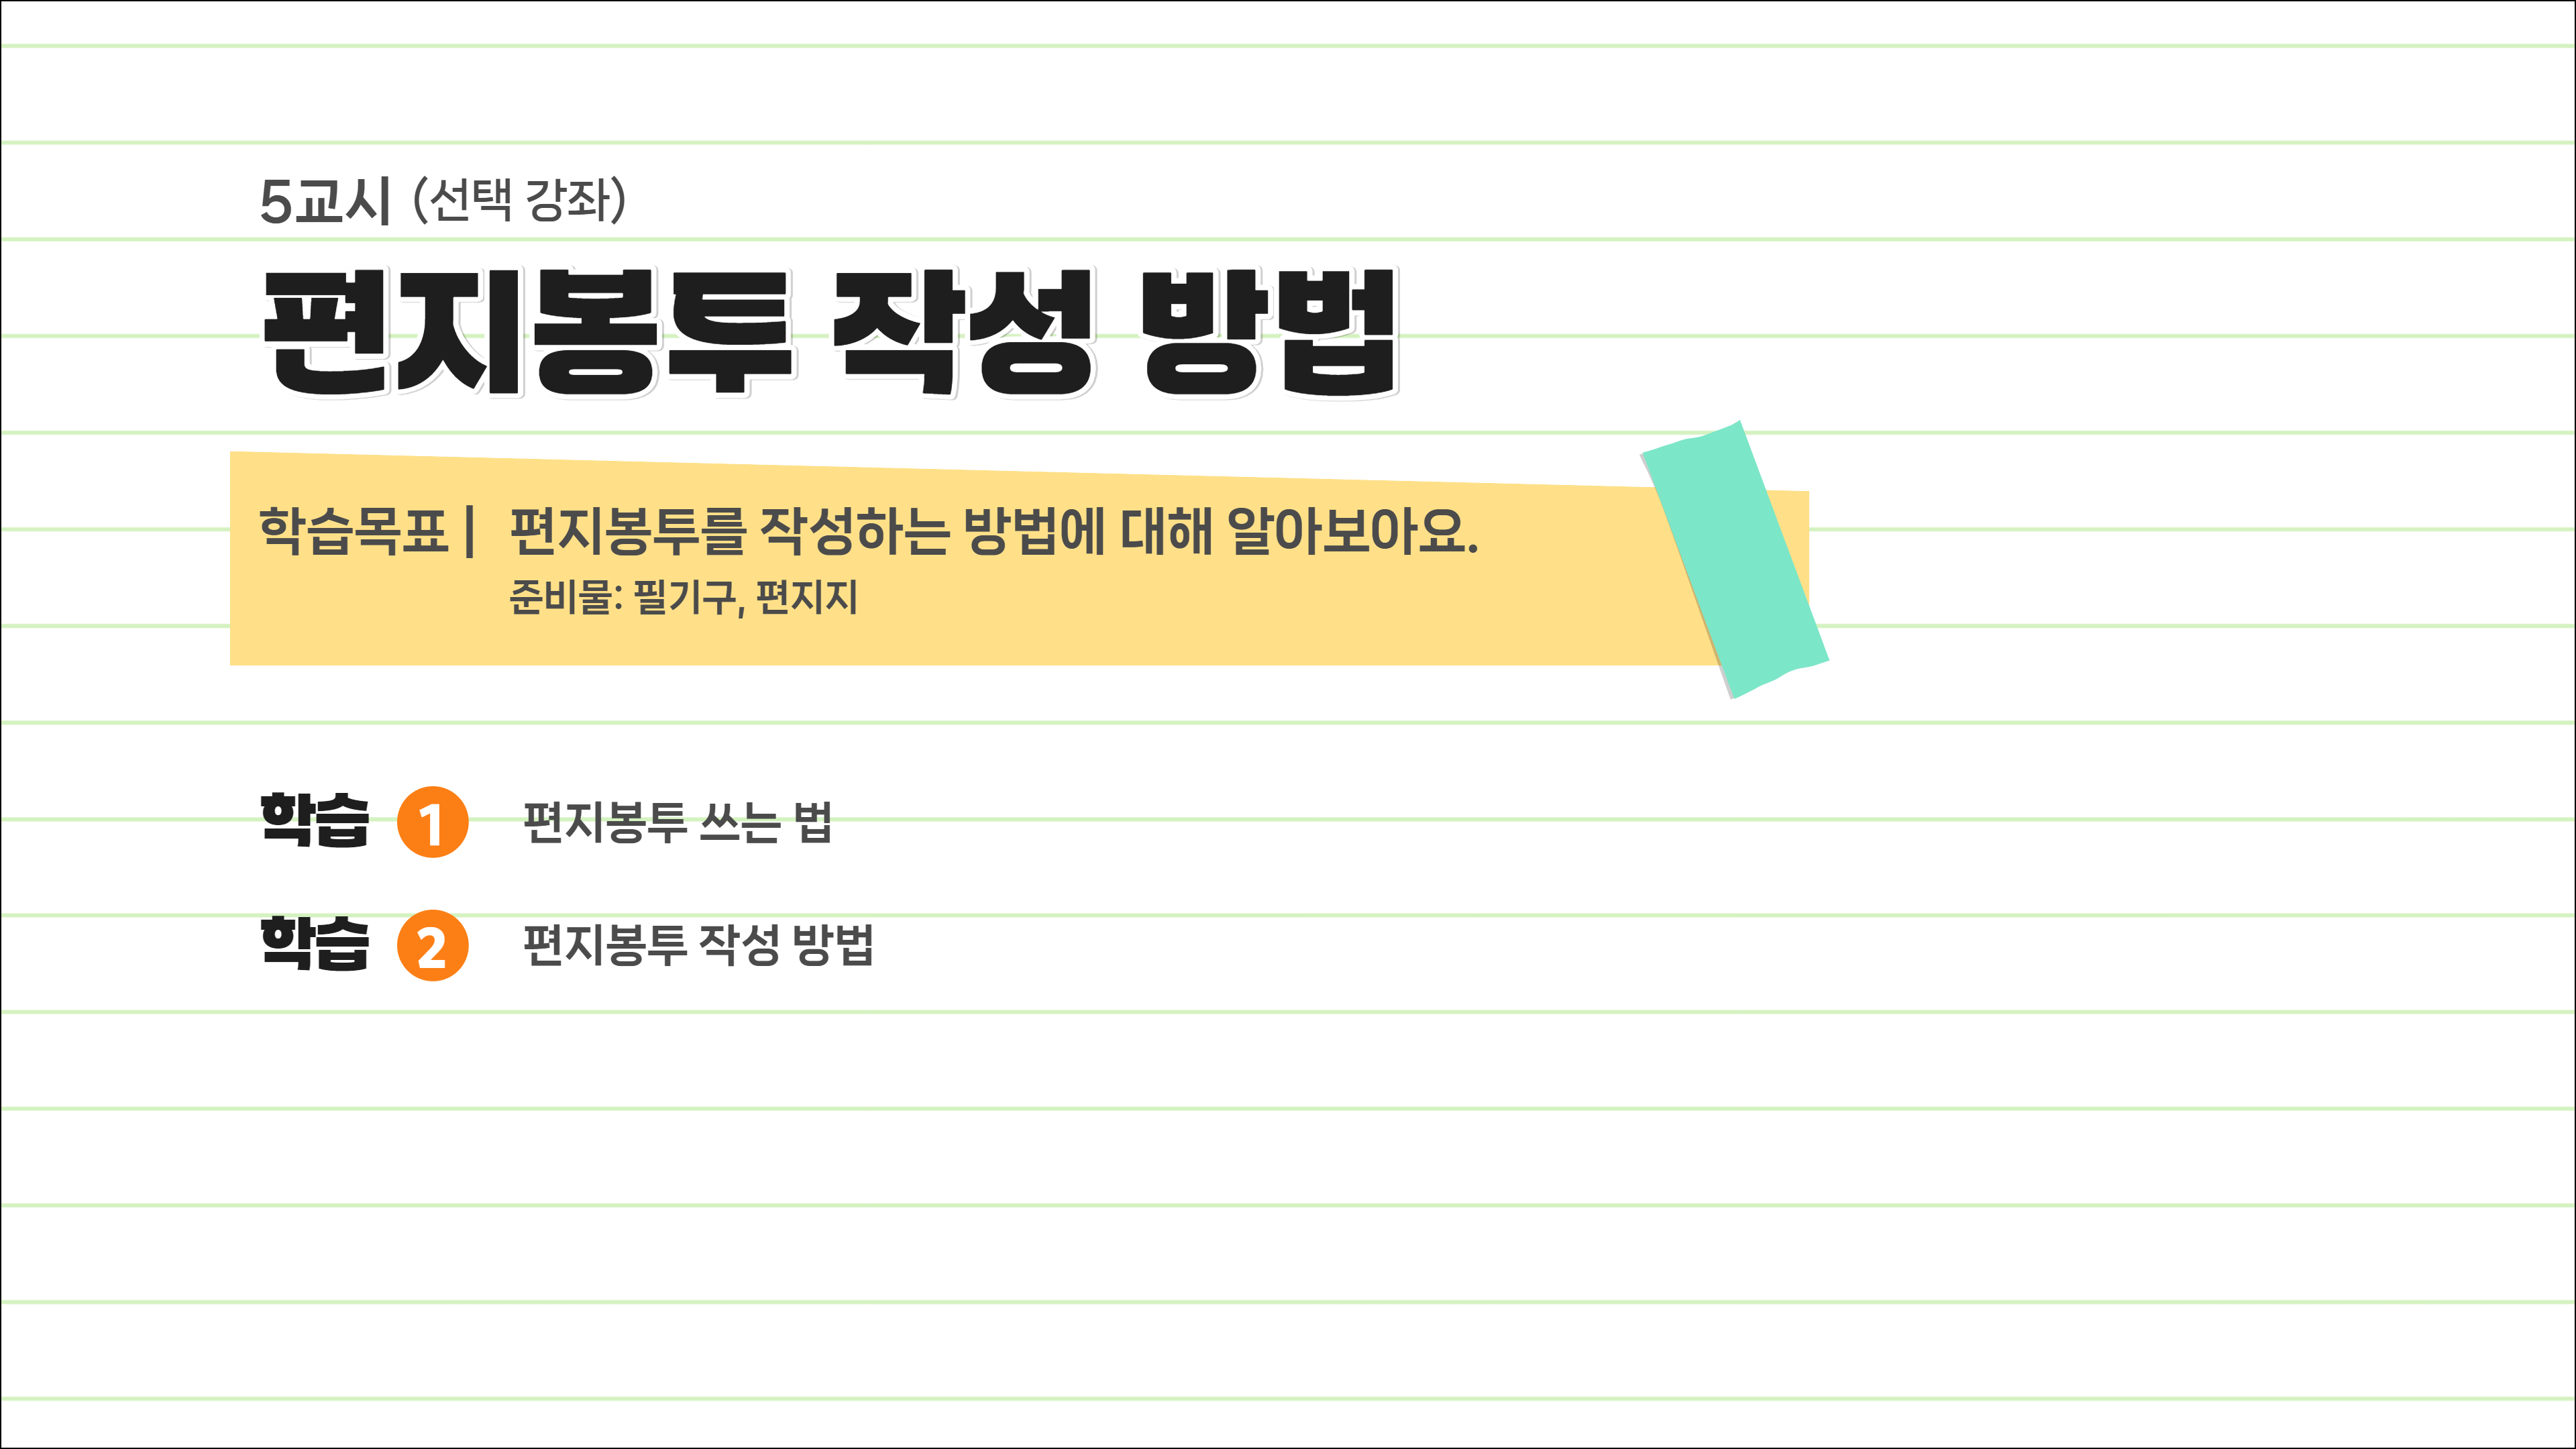 5교시 (선택 강좌)
편지봉투 작성 방법
학습목표 | 편지봉투를 작성하는 방법에 대해 알아보아요.
준비물: 필기구, 편지지
학습 1 편지봉투 쓰는 법
학습 2 편지봉투 작성 방법